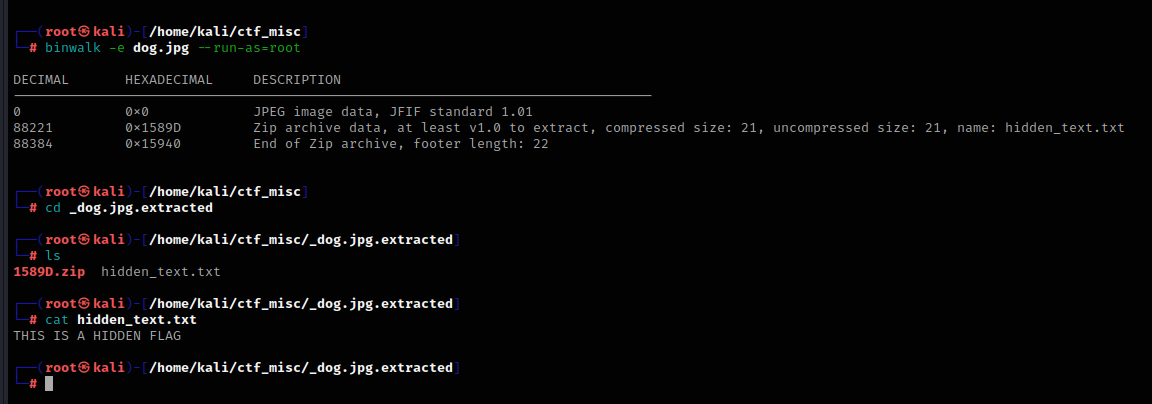 ┌──(root㉿kali)-[/home/kali/ctf_misc]
└─# binwalk -e dog.jpg --run-as=root
DECIMAL       HEXADECIMAL     DESCRIPTION
--------------------------------------------------------------------------------
0             0×0             JPEG image data, JFIF standard 1.01
88221         0×1589D         Zip archive data, at least v1.0 to extract, compressed size: 21, uncompressed size: 21, name: hidden_text.txt
88384         0×15940         End of Zip archive, footer length: 22
┌──(root㉿kali)-[/home/kali/ctf_misc]
└─# cd _dog.jpg.extracted
┌──(root㉿kali)-[/home/kali/ctf_misc/_dog.jpg.extracted]
└─# ls
1589D.zip  hidden_text.txt
┌──(root㉿kali)-[/home/kali/ctf_misc/_dog.jpg.extracted]
└─# cat hidden_text.txt
THIS IS A HIDDEN FLAG
┌──(root㉿kali)-[/home/kali/ctf_misc/_dog.jpg.extracted]
└─#